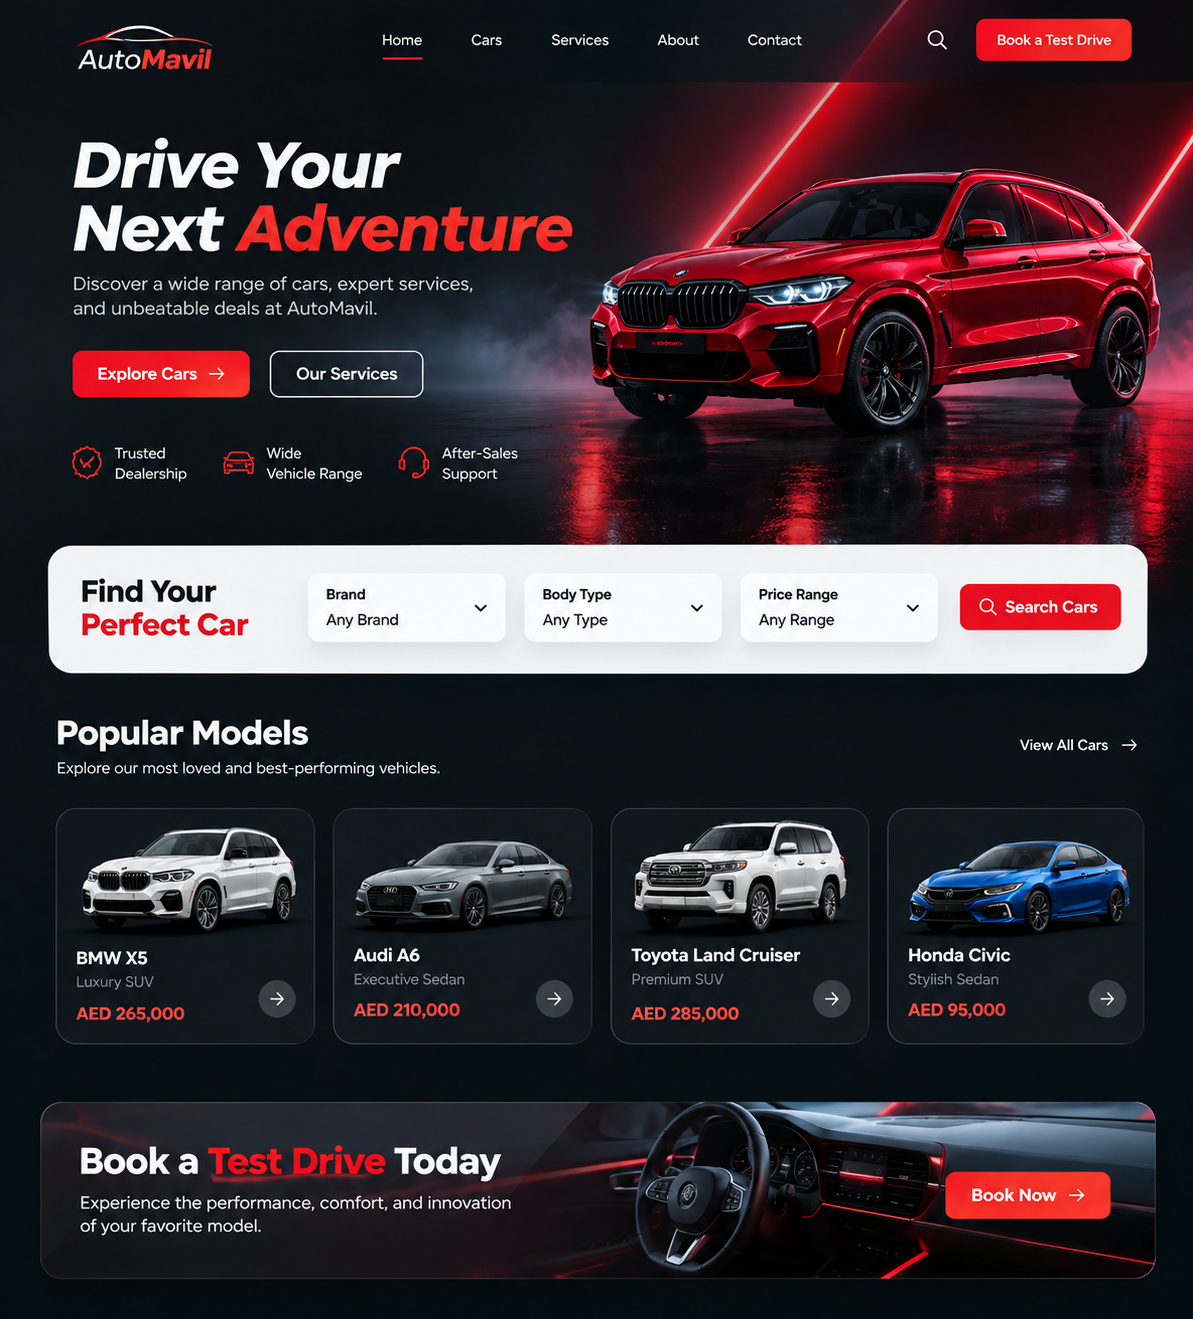 AutoMavil
Home
Cars
Services
About
Contact
Book a Test Drive
Drive Your
Next Adventure
Discover a wide range of cars, expert services,
and unbeatable deals at AutoMavil.
Explore Cars
Our Services
Trusted
Dealership
Wide
Vehicle Range
After-Sales
Support
Find Your
Perfect Car
Brand
Any Brand
Body Type
Any Type
Price Range
Any Range
Search Cars
Popular Models
Explore our most loved and best-performing vehicles.
View All Cars
BMW X5
Luxury SUV
AED 265,000
Audi A6
Executive Sedan
AED 210,000
Toyota Land Cruiser
Premium SUV
AED 285,000
Honda Civic
Stylish Sedan
AED 95,000
Book a Test Drive Today
Experience the performance, comfort, and innovation
of your favorite model.
Book Now